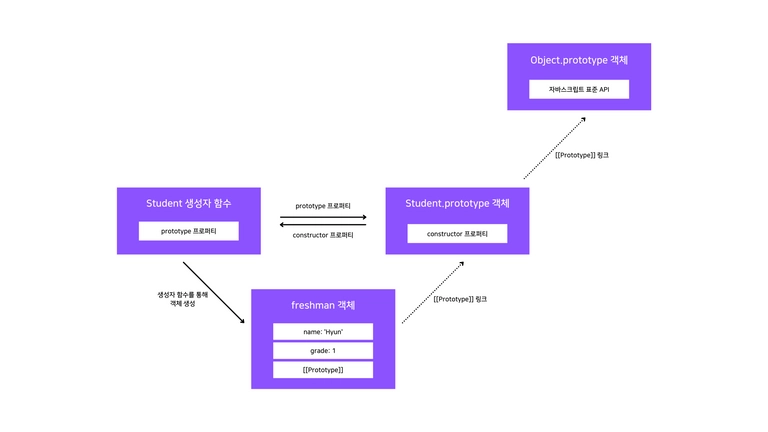 Object.prototype 객체
자바스크립트 표준 API
[[Prototype]] 링크
Student 생성자 함수
prototype 프로퍼티
prototype 프로퍼티
constructor 프로퍼티
Student.prototype 객체
constructor 프로퍼티
생성자 함수를 통해
객체 생성
freshman 객체
name: 'Hyun'
grade: 1
[[Prototype]]
[[Prototype]] 링크